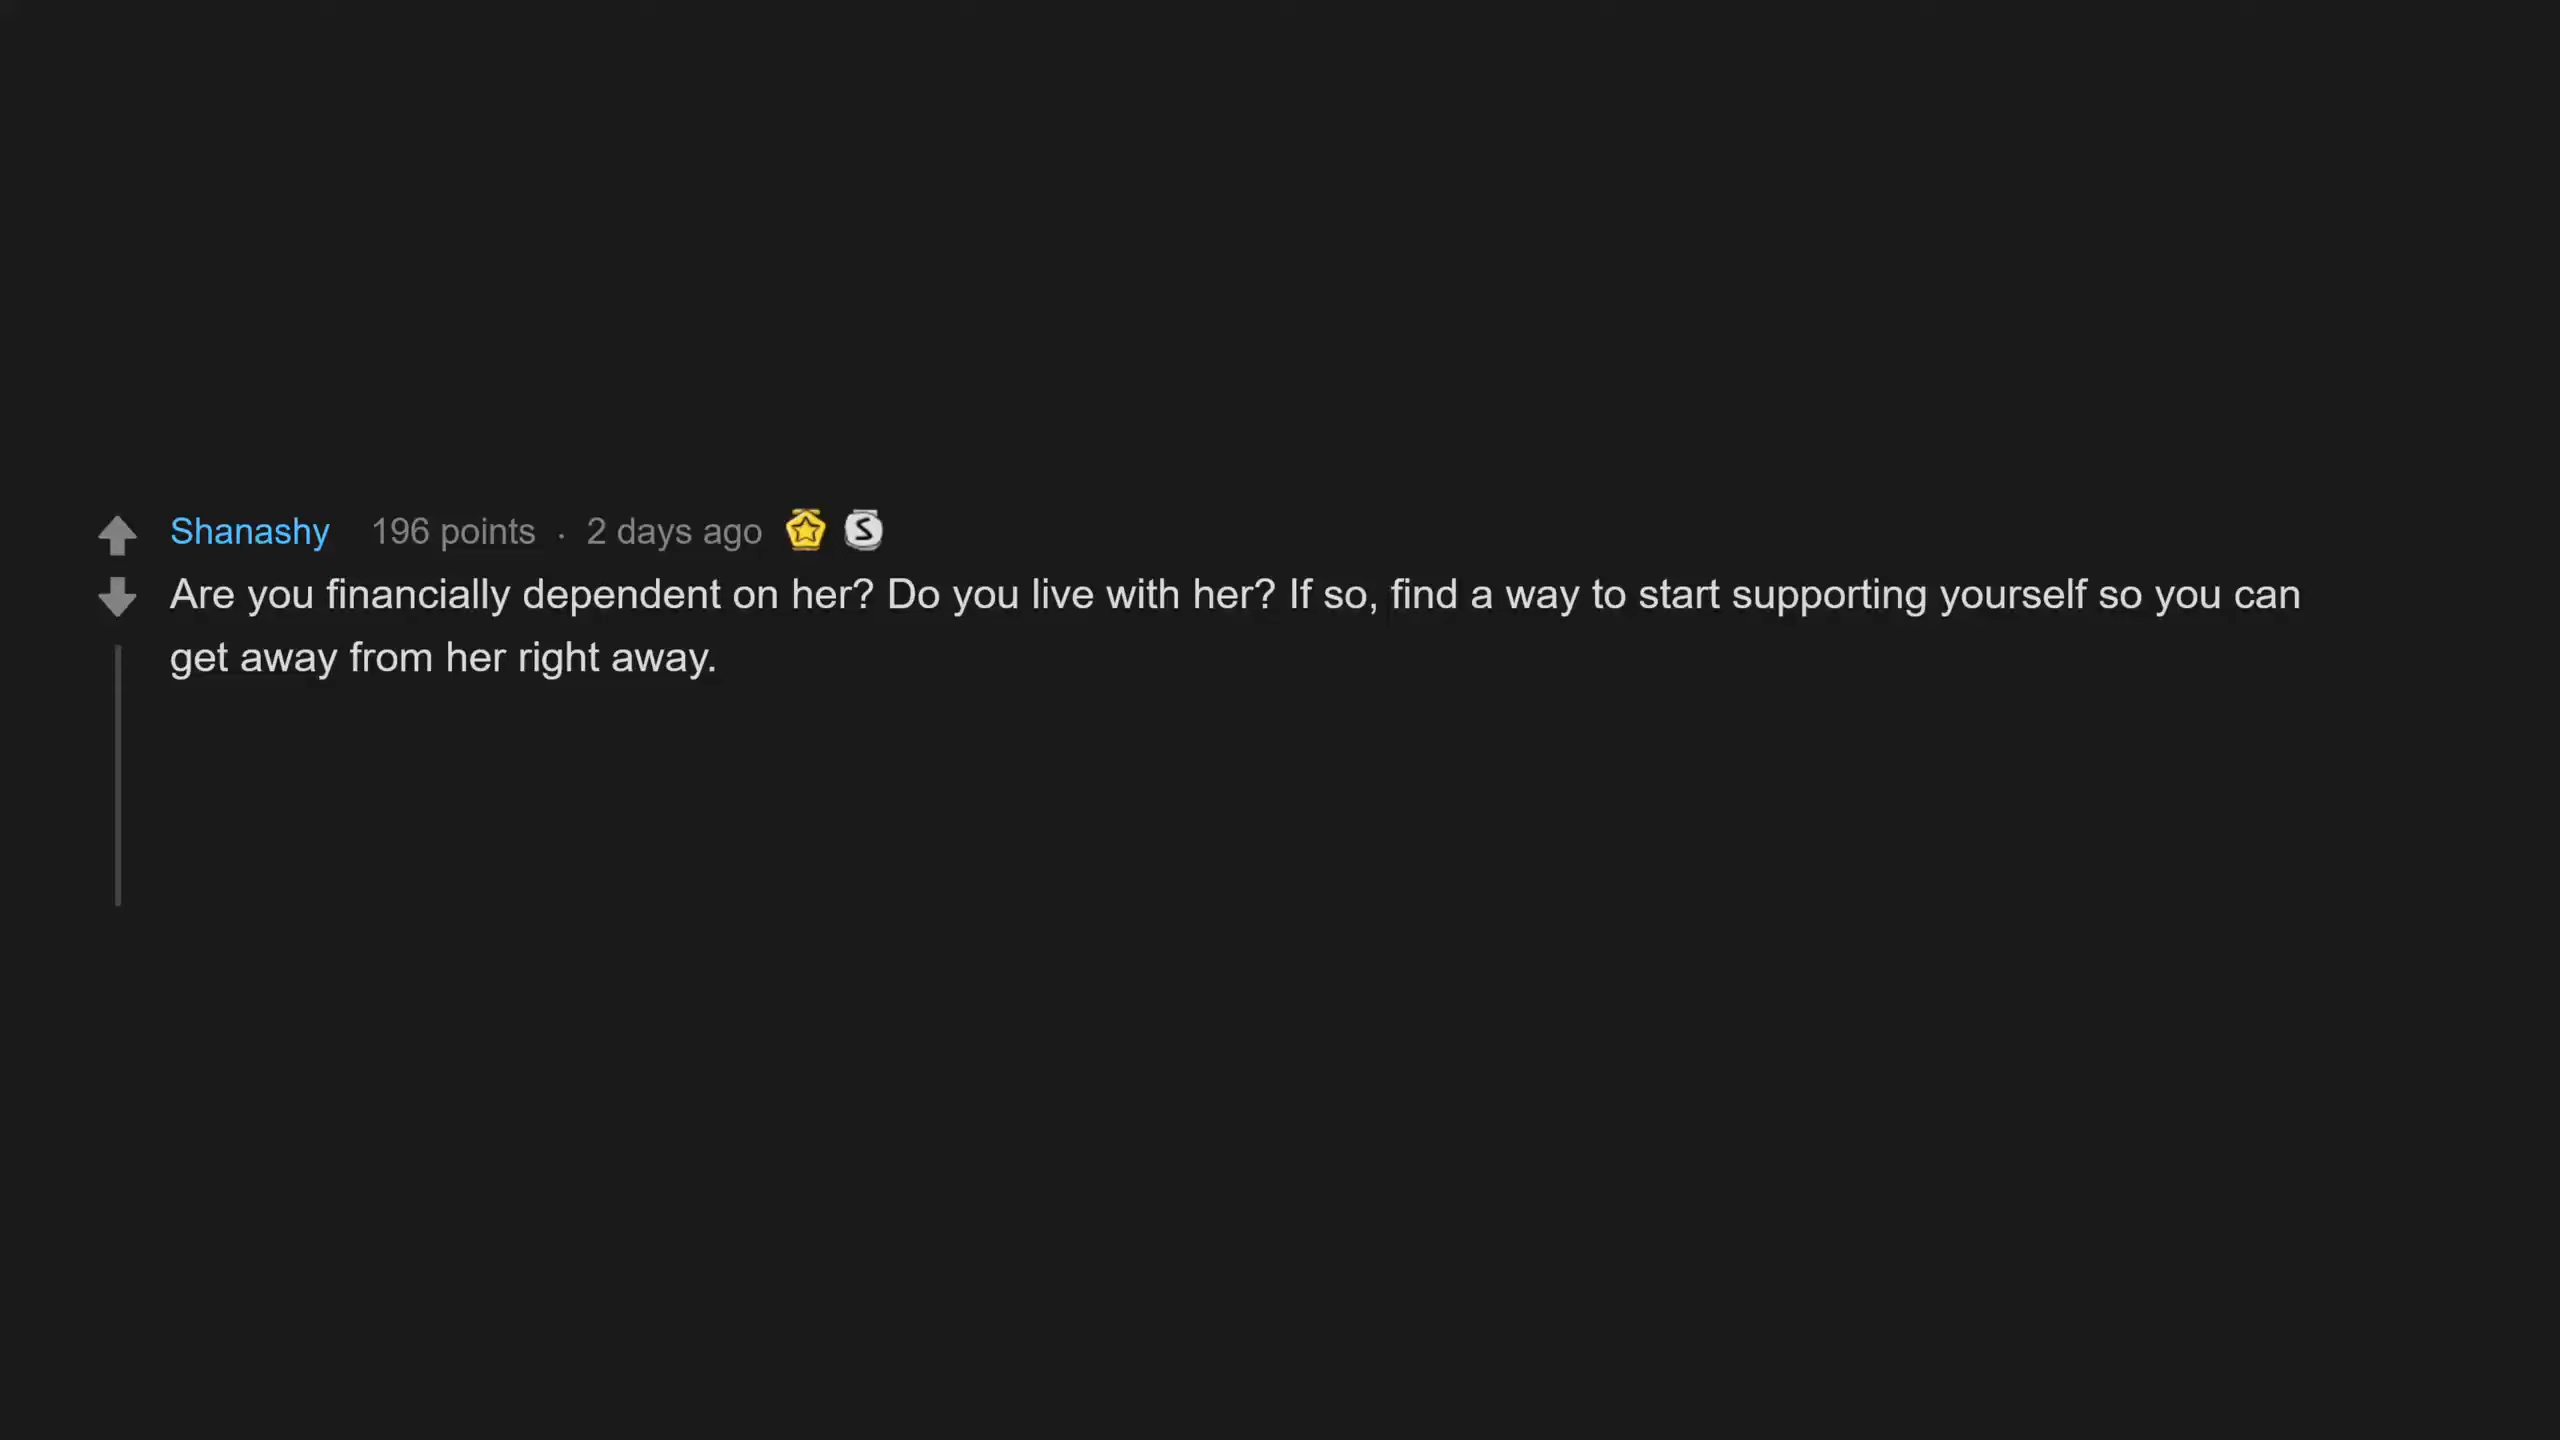 Shanashy 196 points · 2 days ago S
Are you financially dependent on her? Do you live with her? If so, find a way to start supporting yourself so you can
get away from her right away.